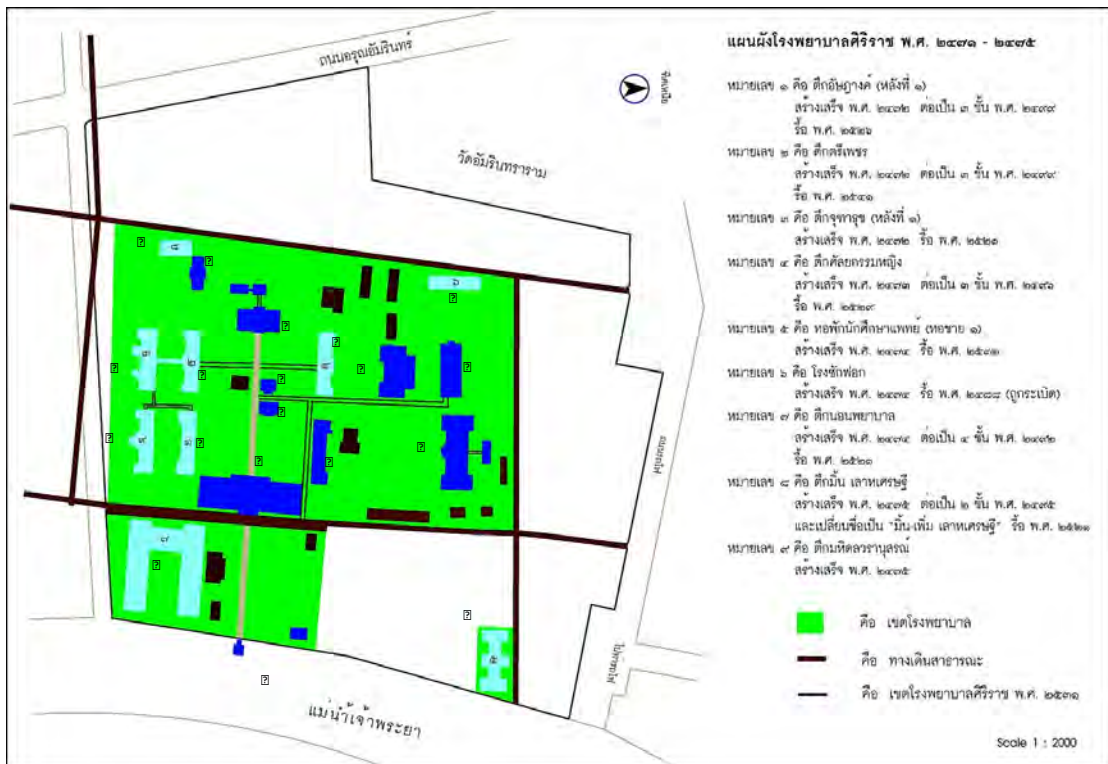 แผนผังโรงพยาบาลศิริราช พ.ศ. ๒๔๗๑ - ๒๔๗๕
ถนนอรุณอัมรินทร์
ทิศเหนือ
วัดอัมรินทราราม
หมายเลข ๑ คือ ตึกอัษฎางค์ (หลังที่ ๑)
สร้างเสร็จ พ.ศ. ๒๔๗๒ ต่อเป็น ๓ ชั้น พ.ศ. ๒๔๙๙
รื้อ พ.ศ. ๒๕๒๖
หมายเลข ๒ คือ ตึกตรีเพชร
สร้างเสร็จ พ.ศ. ๒๔๗๒ ต่อเป็น ๓ ชั้น พ.ศ. ๒๔๙๙
รื้อ พ.ศ. ๒๕๔๑
หมายเลข ๓ คือ ตึกจุฑาธุช (หลังที่ ๑)
สร้างเสร็จ พ.ศ. ๒๔๗๒ รื้อ พ.ศ. ๒๕๒๑
หมายเลข ๔ คือ ตึกศัลยกรรมหญิง
สร้างเสร็จ พ.ศ. ๒๔๗๓ ต่อเป็น ๓ ชั้น พ.ศ. ๒๔๙๖
รื้อ พ.ศ. ๒๕๒๙
หมายเลข ๕ คือ หอพักนักศึกษาแพทย์ (หอชาย ๑)
สร้างเสร็จ พ.ศ. ๒๔๗๔ รื้อ พ.ศ.
หมายเลข ๖ คือ โรงซักฟอก
สร้างเสร็จ พ.ศ. ๒๔๗๔ รื้อ พ.ศ. ๒๔๘๘ (ถูกระเบิด)
หมายเลข ๗ คือ ตึกนอนพยาบาล
สร้างเสร็จ พ.ศ. ๒๔๗๔ ต่อเป็น ๔ ชั้น พ.ศ. ๒๔๙๒
รื้อ พ.ศ. ๒๕๒๑
หมายเลข ๘ คือ ตึกมิ้น เลาหเศรษฐี
สร้างเสร็จ พ.ศ. ๒๔๗๕ ต่อเป็น ๒ ชั้น พ.ศ. ๒๔๙๕
และเปลี่ยนชื่อเป็น "มิ้น-เพิ่ม เลาหเศรษฐี" รื้อ พ.ศ. ๒๕๒๑
หมายเลข ๙ คือ ตึกมหิดลวรานุสรณ์
สร้างเสร็จ พ.ศ. ๒๔๗๕
คือ เขตโรงพยาบาล
คือ ทางเดินสาธารณะ
คือ เขตโรงพยาบาลศิริราช พ.ศ. ๒๕๓๑
แม่น้ำเจ้าพระยา
Scale 1 : 2000